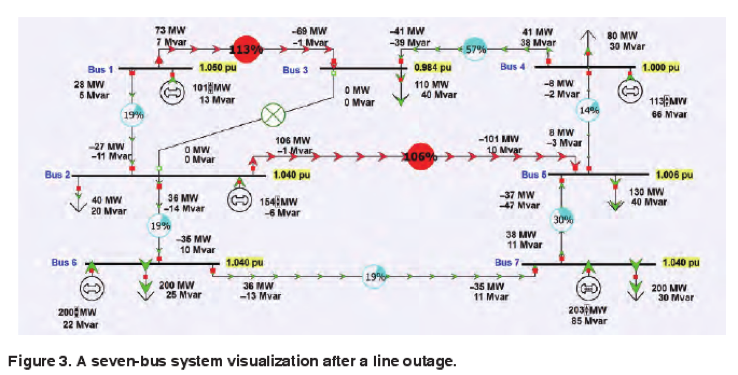 73 MW
7 Mvar
113%
–69 MW
–1 Mvar
–41 MW
–39 Mvar
57%
41 MW
38 Mvar
80 MW
30 Mvar
Bus 1
1.050 pu
Bus 3
0.984 pu
Bus 4
1.000 pu
28 MW
5 Mvar
101 MW
13 Mvar
0 MW
0 Mvar
110 MW
40 Mvar
–8 MW
–2 Mvar
113 MW
66 Mvar
19%
14%
–27 MW
–11 Mvar
0 MW
0 Mvar
106 MW
–1 Mvar
106%
–101 MW
10 Mvar
8 MW
–3 Mvar
Bus 2
1.040 pu
Bus 5
1.006 pu
40 MW
20 Mvar
36 MW
–14 Mvar
154 MW
–6 Mvar
–37 MW
–47 Mvar
130 MW
40 Mvar
19%
30%
–35 MW
10 Mvar
38 MW
11 Mvar
Bus 6
1.040 pu
Bus 7
1.040 pu
19%
200 MW
22 Mvar
200 MW
25 Mvar
36 MW
–13 Mvar
–35 MW
11 Mvar
203 MW
85 Mvar
200 MW
30 Mvar
Figure 3. A seven-bus system visualization after a line outage.